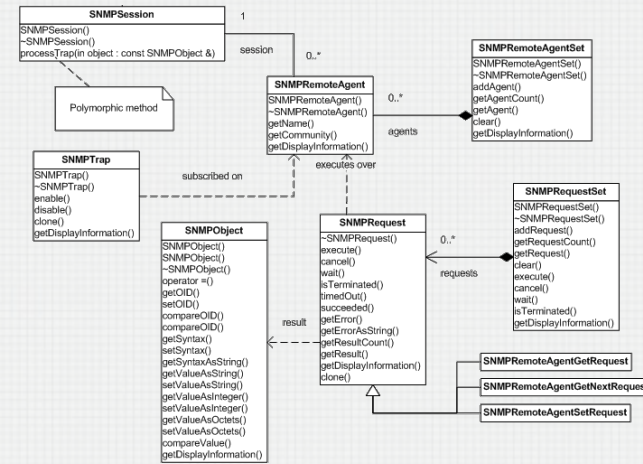 SNMPSession
SNMPSession()
~SNMPSession()
processTrap(in object : const SNMPObject &)
1
session
0..*
Polymorphic method
SNMPRemoteAgent
SNMPRemoteAgent()
~SNMPRemoteAgent()
getName()
getCommunity()
getDisplayInformation()
0..*
agents
SNMPRemoteAgentSet
SNMPRemoteAgentSet()
~SNMPRemoteAgentSet()
addAgent()
getAgentCount()
getAgent()
clear()
getDisplayInformation()
SNMPTrap
SNMPTrap()
~SNMPTrap()
enable()
disable()
clone()
getDisplayInformation()
subscribed on
executes over
SNMPObject
SNMPObject()
SNMPObject()
~SNMPObject()
operator =()
getOID()
setOID()
compareOID()
compareOID()
getSyntax()
setSyntax()
getSyntaxAsString()
getValueAsString()
setValueAsString()
getValueAsInteger()
setValueAsInteger()
getValueAsOctets()
setValueAsOctets()
compareValue()
getDisplayInformation()
result
SNMPRequest
~SNMPRequest()
execute()
cancel()
wait()
isTerminated()
timedOut()
succeeded()
getError()
getErrorAsString()
getResultCount()
getResult()
getDisplayInformation()
clone()
0..*
requests
SNMPRequestSet
SNMPRequestSet()
~SNMPRequestSet()
addRequest()
getRequestCount()
getRequest()
clear()
execute()
cancel()
wait()
isTerminated()
getDisplayInformation()
SNMPRemoteAgentGetRequest
SNMPRemoteAgentGetNextReques
SNMPRemoteAgentSetRequest